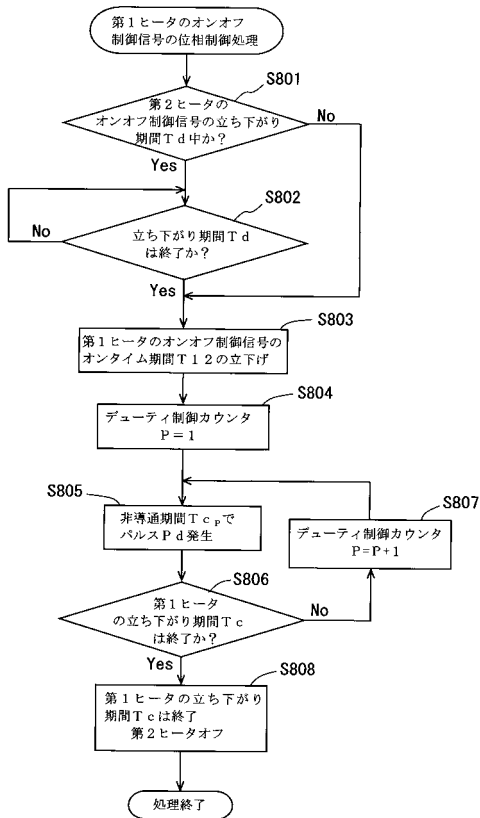 第1ヒータのオンオフ
制御信号の位相制御処理
S801
第2ヒータの
オンオフ制御信号の立ち下がり
期間Td中か?
No
Yes
S802
No
立ち下がり期間Td
は終了か?
Yes
S803
第1ヒータのオンオフ制御信号の
オンタイム期間T12の立下げ
S804
デューティ制御カウンタ
P=1
S805
非導通期間TcPで
パルスPd発生
S807
デューティ制御カウンタ
P=P+1
S806
第1ヒータ
の立ち下がり期間Tc
は終了か?
No
Yes
S808
第1ヒータの立ち下がり
期間Tcは終了
第2ヒータオフ
処理終了